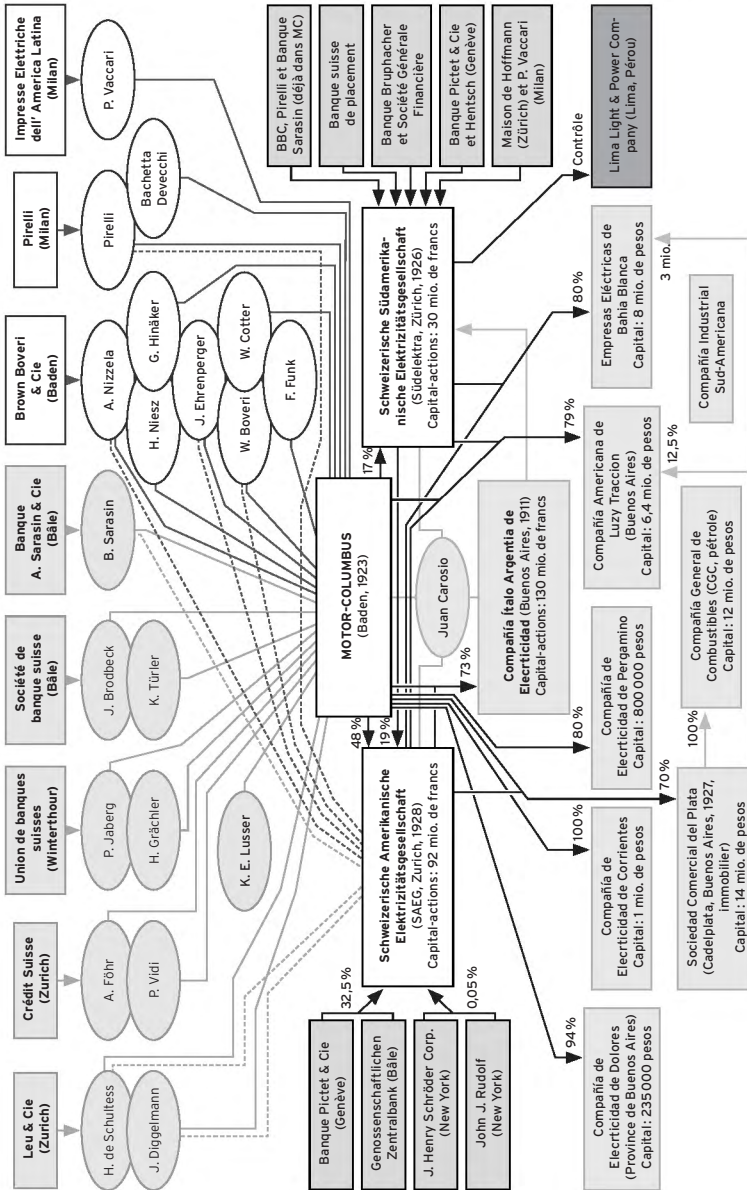 Leu & Cie
(Zurich)
Crédit Suisse
(Zurich)
Union de banques
suisses
(Winterthour)
Société de
banque suisse
(Bâle)
Banque
A. Sarasin & Cie
(Bâle)
Brown Boveri
& Cie
(Baden)
Pirelli
(Milan)
Impresse Elettriche
dell' America Latina
(Milan)
H. de Schultess
J. Diggelmann
A. Föhr
P. Vidi
P. Jaberg
H. Grächler
K. E. Lusser
J. Brodbeck
K. Türler
B. Sarasin
A. Nizzela
H. Niesz
G. Hinäker
J. Ehrenperger
W. Boveri
W. Cotter
F. Funk
Pirelli
Bachetta
Devecchi
P. Vaccari
Banque Pictet & Cie
(Genève)
Genossenschaftlichen
Zentralbank (Bâle)
J. Henry Schröder Corp.
(New York)
John J. Rudolf
(New York)
32,5 %
0,05 %
Schweizerische Amerikanische
Elektrizitätsgesellschaft
(SAEG, Zurich, 1928)
Capital-actions: 92 mio. de francs
48 %
19 %
MOTOR-COLUMBUS
(Baden, 1923)
17 %
Schweizerische Südamerika-
nische Elektrizitätsgesellschaft
(Südelektra, Zürich, 1926)
Capital-actions: 30 mio. de francs
BBC, Pirelli et Banque
Sarasin (déjà dans MC)
Banque suisse
de placement
Banque Bruphacher
et Société Générale
Financière
Banque Pictet & Cie
et Hentsch (Genève)
Maison de Hoffmann
(Zürich) et P. Vaccari
(Milan)
Juan Carosio
73 %
Compañía Ítalo Argentia de
Elecrticidad (Buenos Aires, 1911)
Capital-actions: 130 mio. de francs
Contrôle
Lima Light & Power Com-
pany (Lima, Pérou)
94 %
Compañía de
Elecrticidad de Dolores
(Province de Buenos Aires)
Capital: 235 000 pesos
100 %
Compañía de
Elecrticidad de Corrientes
Capital: 1 mio. de pesos
80 %
Compañía de
Elecrticidad de Pergamino
Capital: 800 000 pesos
79 %
Compañía Americana de
Luzy Traccion
(Buenos Aires)
Capital: 6,4 mio. de pesos
80 %
Empresas Eléctricas de
Bahia Blanca
Capital: 8 mio. de pesos
70 %
Sociedad Comercial del Plata
(Cadelplata, Buenos Aires, 1927,
immobilier)
Capital: 14 mio. de pesos
100 %
Compañía General de
Combustibles (CGC, pétrole)
Capital: 12 mio. de pesos
12,5 %
Compañía Industrial
Sud-Americana
3 mio.